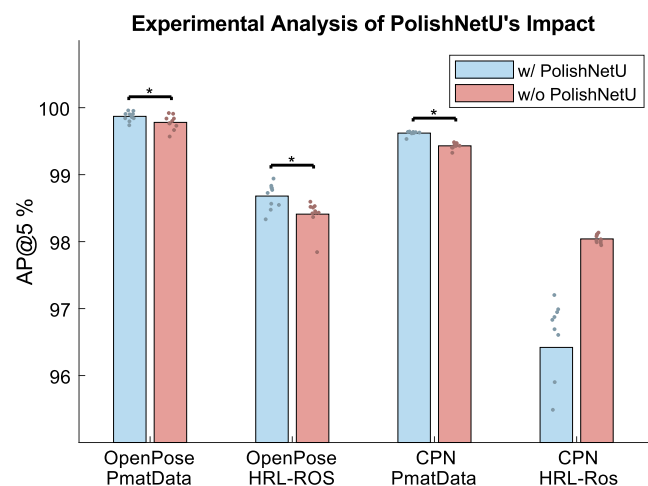 Experimental Analysis of PolishNetU's Impact
w/ PolishNetU
w/o PolishNetU
AP@5 %
100
99
98
97
96
*
*
*
OpenPose
PmatData
OpenPose
HRL-ROS
CPN
PmatData
CPN
HRL-Ros